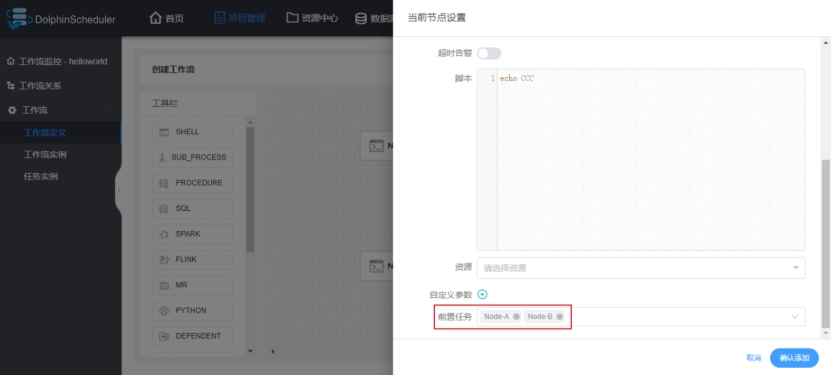 DolphinScheduler
首页
项目管理
资源中心
当前节点设置
工作流监控 - helloworld
工作流关系
工作流
工作流定义
工作流实例
任务实例
创建工作流
工具栏
SHELL
SUB_PROCESS
PROCEDURE
SQL
SPARK
FLINK
MR
PYTHON
DEPENDENT
超时告警
脚本
1 echo CCC
资源 请选择资源
自定义参数
前置任务 Node-A Node-B
取消 确认添加